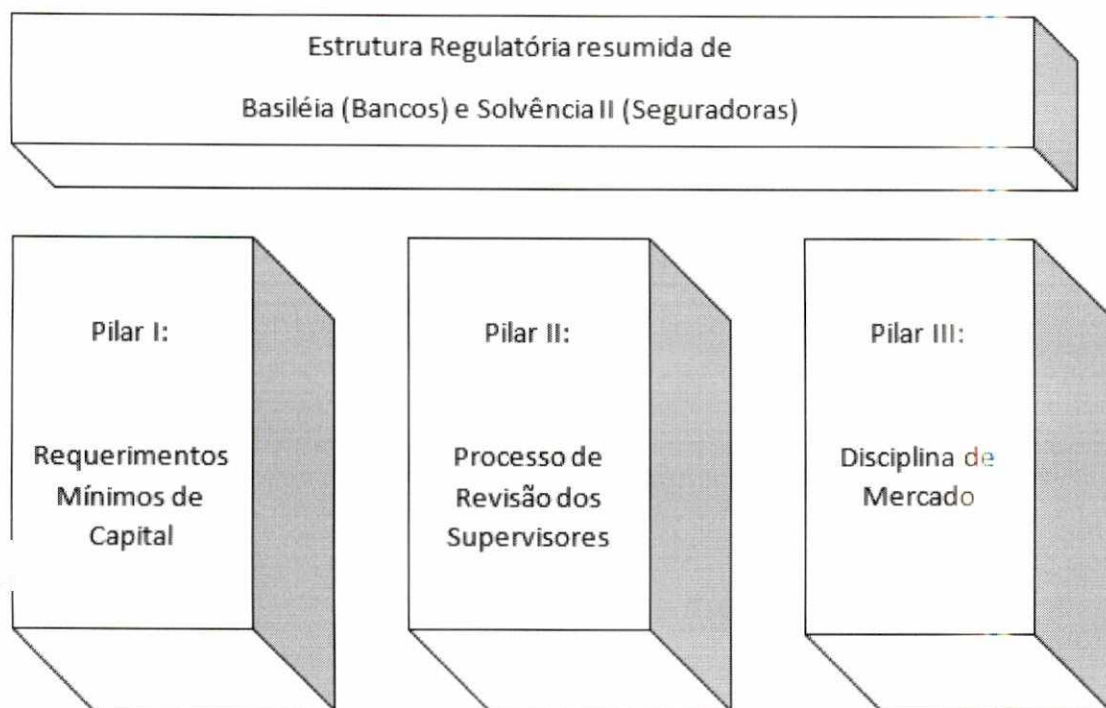 Estrutura Regulatória resumida de
Basiléia (Bancos) e Solvência II (Seguradoras)
Pilar I:
Requerimentos
Mínimos de
Capital
Pilar II:
Processo de
Revisão dos
Supervisores
Pilar III:
Disciplina de
Mercado